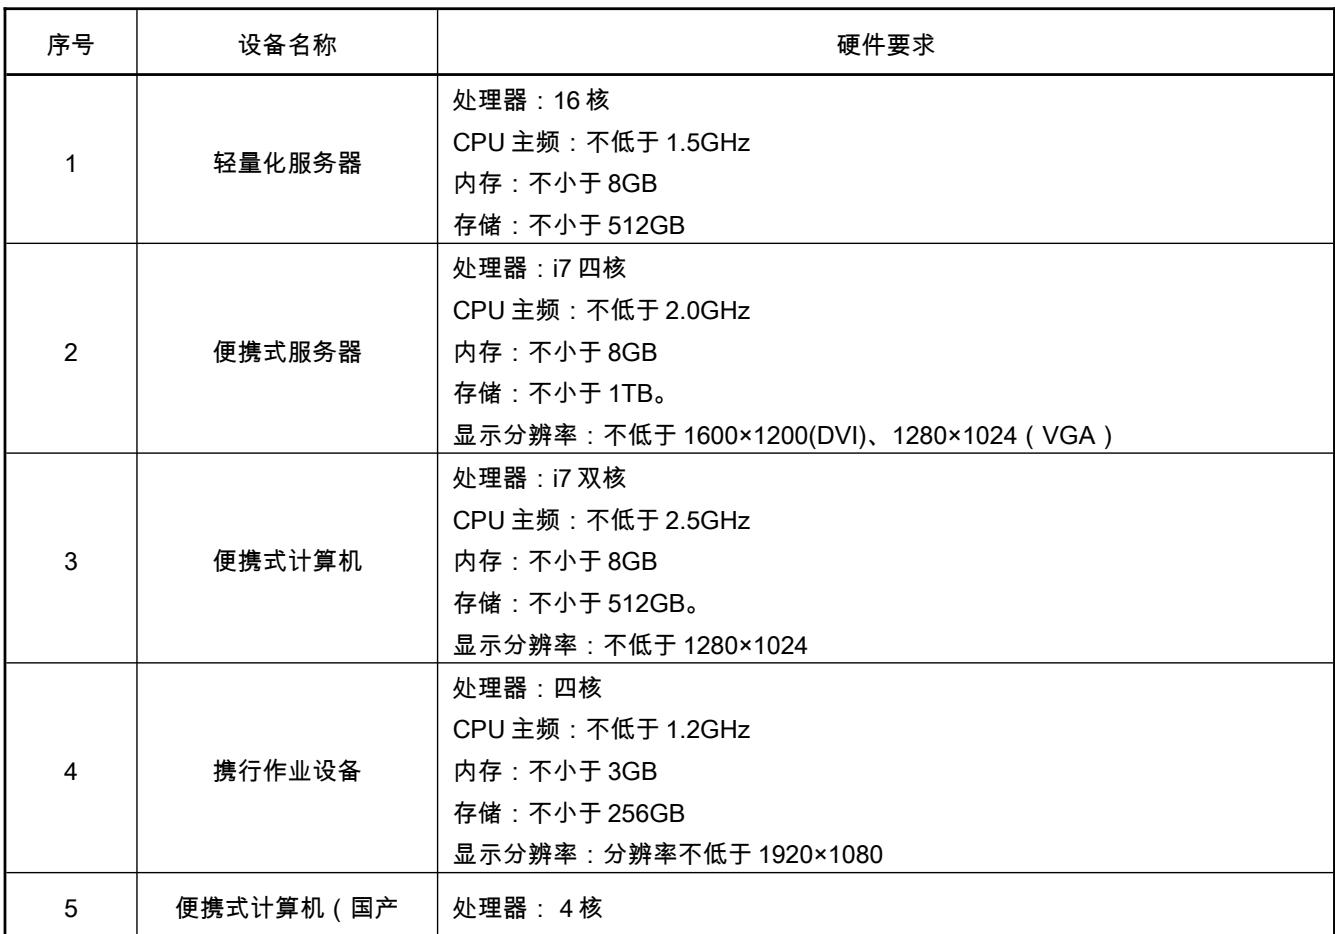 序号 设备名称 硬件要求
1 轻量化服务器 处理器：16 核
CPU 主频：不低于 1.5GHz
内存：不小于 8GB
存储：不小于 512GB
2 便携式服务器 处理器：i7 四核
CPU 主频：不低于 2.0GHz
内存：不小于 8GB
存储：不小于 1TB。
显示分辨率：不低于 1600×1200(DVI)、1280×1024（VGA）
3 便携式计算机 处理器：i7 双核
CPU 主频：不低于 2.5GHz
内存：不小于 8GB
存储：不小于 512GB。
显示分辨率：不低于 1280×1024
4 携行作业设备 处理器：四核
CPU 主频：不低于 1.2GHz
内存：不小于 3GB
存储：不小于 256GB
显示分辨率：分辨率不低于 1920×1080
5 便携式计算机（国产 处理器： 4 核